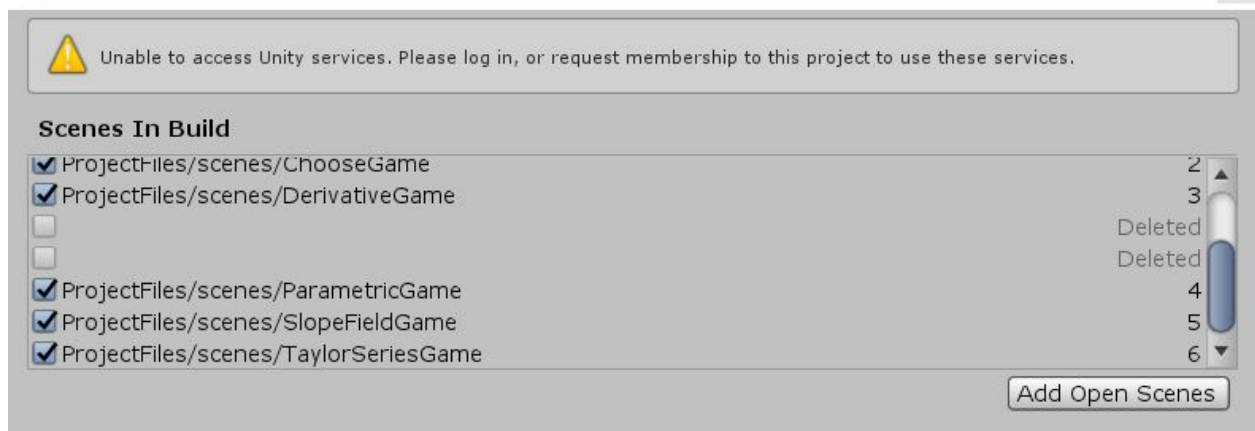 Unable to access Unity services. Please log in, or request membership to this project to use these services.
Scenes In Build
ProjectFiles/scenes/ChooseGame 2
ProjectFiles/scenes/DerivativeGame 3
Deleted
Deleted
ProjectFiles/scenes/ParametricGame 4
ProjectFiles/scenes/SlopeFieldGame 5
ProjectFiles/scenes/TaylorSeriesGame 6
Add Open Scenes